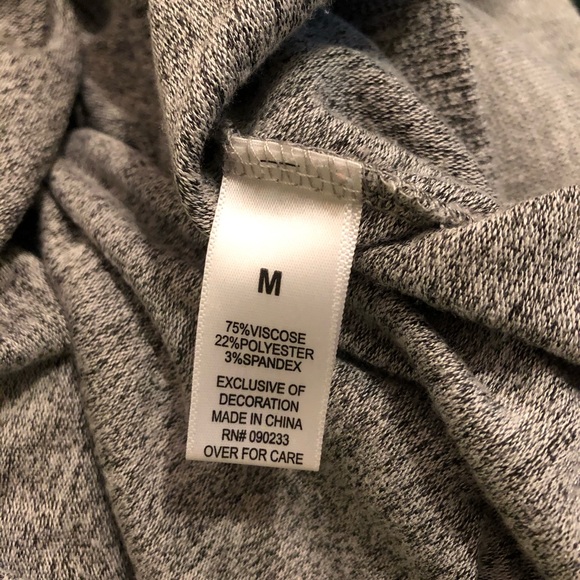 M
75%VISCOSE
22%POLYESTER
3%SPANDEX
EXCLUSIVE OF
DECORATION
MADE IN CHINA
RN# 090233
OVER FOR CARE